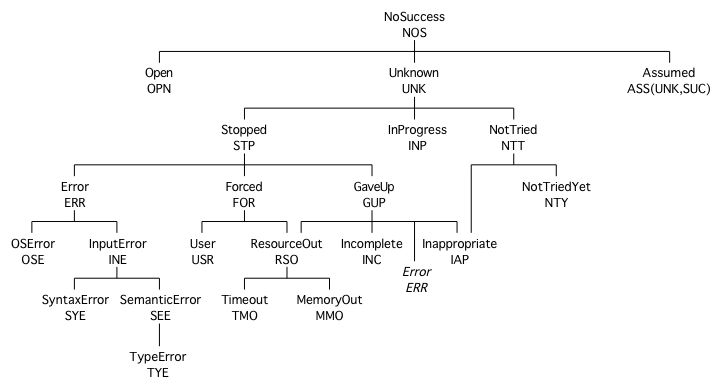 NoSuccess
NOS
Open
OPN
Unknown
UNK
Assumed
ASS(UNK,SUC)
Stopped
STP
InProgress
INP
NotTried
NTT
Error
ERR
Forced
FOR
GaveUp
GUP
NotTriedYet
NTY
OSError
OSE
InputError
INE
User
USR
ResourceOut
RSO
Incomplete
INC
Inappropriate
IAP
Error
ERR
SyntaxError
SYE
SemanticError
SEE
Timeout
TMO
MemoryOut
MMO
TypeError
TYE